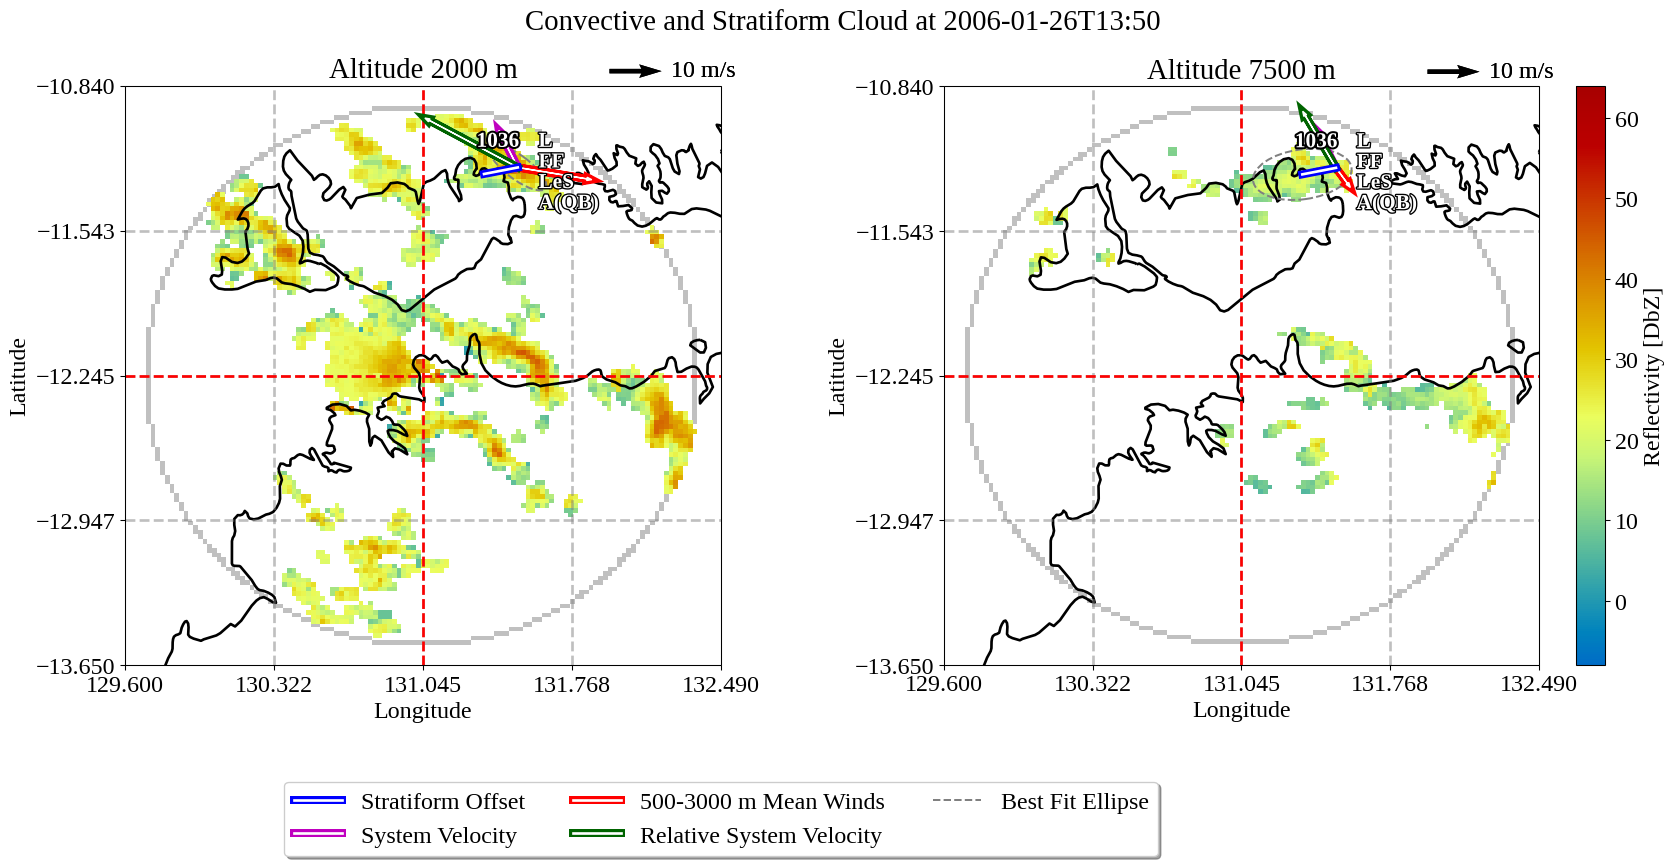 Convective and Stratiform Cloud at 2006-01-26T13:50
Altitude 2000 m
10 m/s
−10.840
−11.543
−12.245
−12.947
−13.650
Latitude
129.600
130.322
131.045
131.768
132.490
Longitude
1036
L
FF
LeS
A(QB)
Altitude 7500 m
10 m/s
−10.840
−11.543
−12.245
−12.947
−13.650
Latitude
129.600
130.322
131.045
131.768
132.490
Longitude
1036
L
FF
LeS
A(QB)
60
50
40
30
20
10
0
Reflectivity [DbZ]
Stratiform Offset
System Velocity
500-3000 m Mean Winds
Relative System Velocity
Best Fit Ellipse